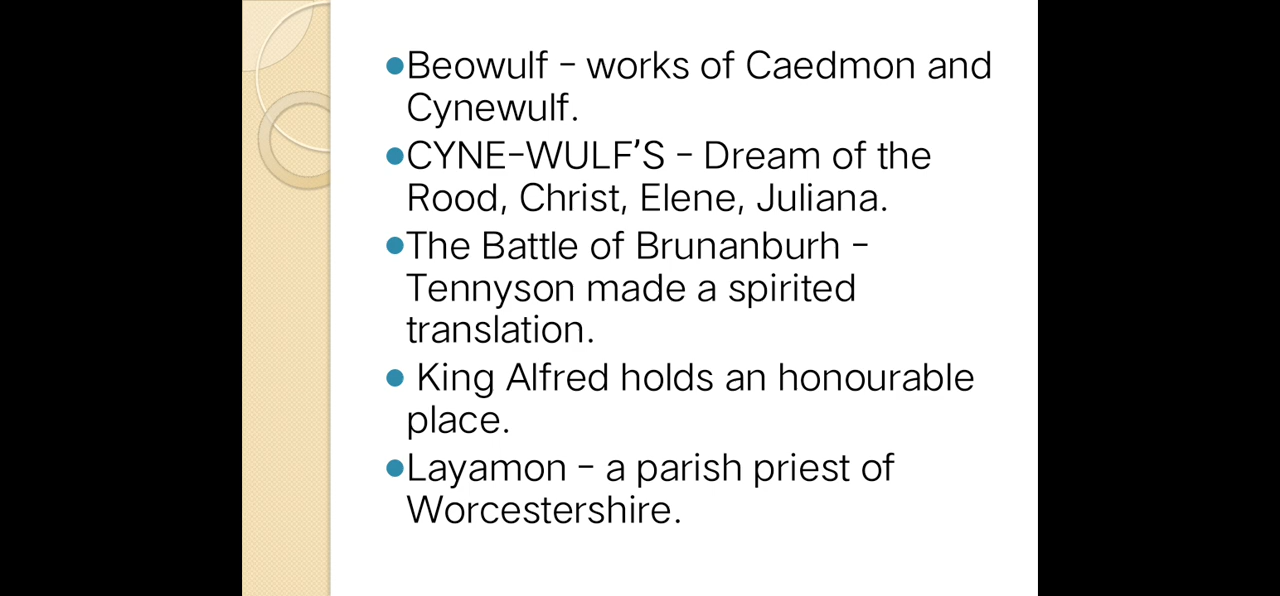 •Beowulf – works of Caedmon and
Cynewulf.
•CYNE-WULF’S – Dream of the
Rood, Christ, Elene, Juliana.
•The Battle of Brunanburh –
Tennyson made a spirited
translation.
• King Alfred holds an honourable
place.
•Layamon – a parish priest of
Worcestershire.